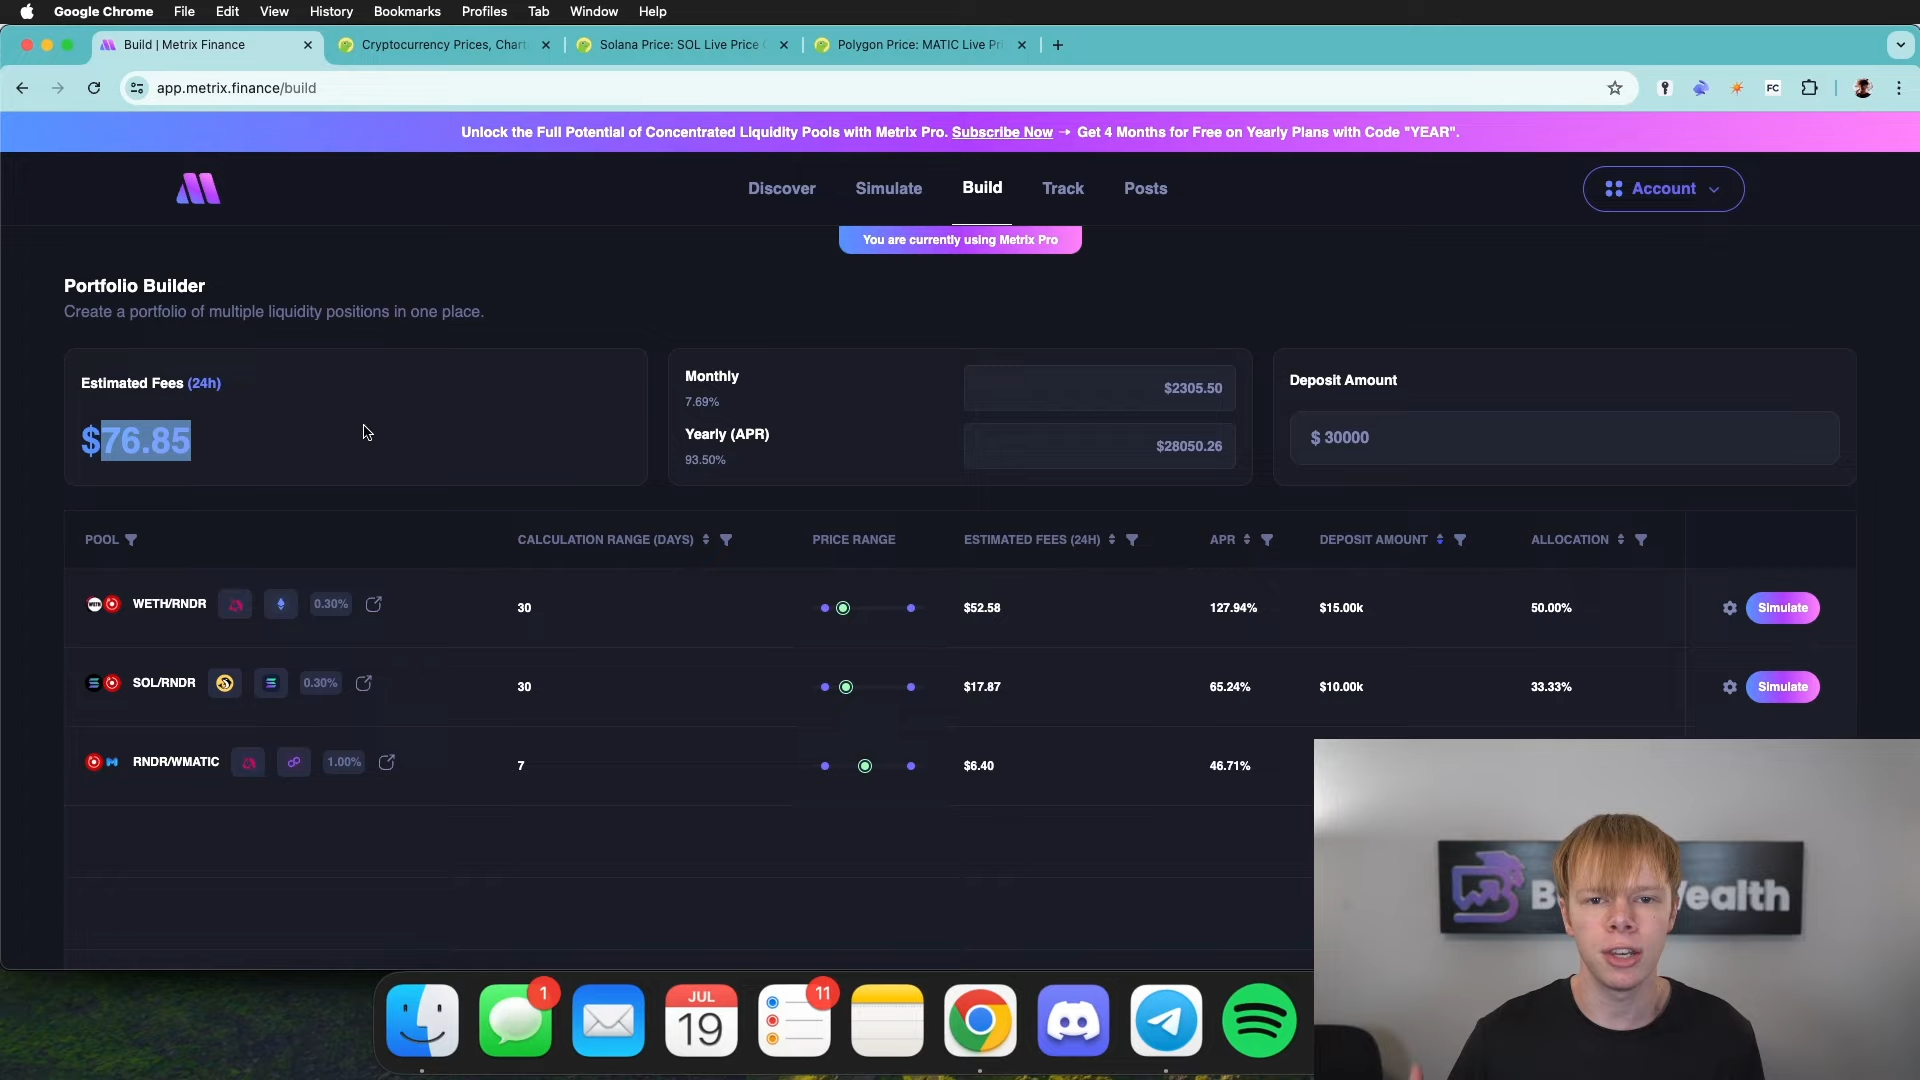 Google Chrome File Edit View History Bookmarks Profiles Tab Window Help
Build | Metrix Finance
Cryptocurrency Prices, Chart
Solana Price: SOL Live Price
Polygon Price: MATIC Live Pri
app.metrix.finance/build
FC
Unlock the Full Potential of Concentrated Liquidity Pools with Metrix Pro. Subscribe Now → Get 4 Months for Free on Yearly Plans with Code "YEAR".
Discover Simulate Build Track Posts
Account
You are currently using Metrix Pro
Portfolio Builder
Create a portfolio of multiple liquidity positions in one place.
Estimated Fees (24h)
$76.85
Monthly
7.69%
$2305.50
Yearly (APR)
93.50%
$28050.26
Deposit Amount
$ 30000
POOL CALCULATION RANGE (DAYS) PRICE RANGE ESTIMATED FEES (24H) APR DEPOSIT AMOUNT ALLOCATION
WETH/RNDR 0.30% 30 $52.58 127.94% $15.00k 50.00% Simulate
SOL/RNDR 0.30% 30 $17.87 65.24% $10.00k 33.33% Simulate
RNDR/WMATIC 1.00% 7 $6.40 46.71%
1
JUL
19
11